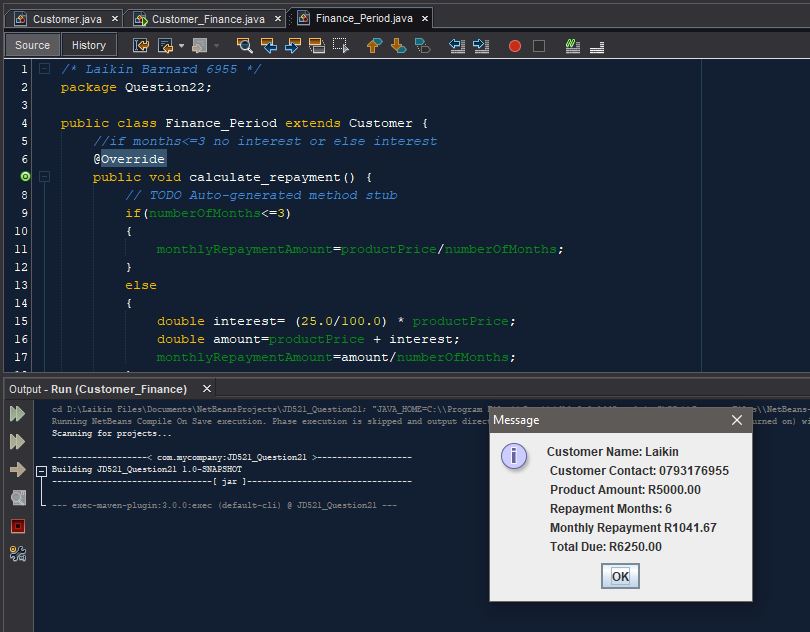 Customer.java
Customer_Finance.java
Finance_Period.java
Source
History
1 /* Laikin Barnard 6955 */
2 package Question22;
3
4 public class Finance_Period extends Customer {
5 //if months<=3 no interest or else interest
6 @Override
public void calculate_repayment() {
8 // TODO Auto-generated method stub
9 if(numberOfMonths<=3)
10 {
11 monthlyRepaymentAmount=productPrice/numberOfMonths;
12 }
13 else
14 {
15 double interest= (25.0/100.0) * productPrice;
16 double amount=productPrice + interest;
17 monthlyRepaymentAmount=amount/numberOfMonths;
Output - Run (Customer_Finance)
cd D:\Laikin Files\Documents\NetBeansProjects\JD521_Question21; "JAVA_HOME=C:\\Program \\NetBeans-
Running NetBeans Compile On Save execution. Phase execution is skipped and output direc urned on) wi
Scanning for projects...
--------------------< com.mycompany:JD521_Question21 >--------------------
Building JD521_Question21 1.0-SNAPSHOT
--------------------------------[ jar ]---------------------------------
--- exec-maven-plugin:3.0.0:exec (default-cli) @ JD521_Question21 ---
Message
Customer Name: Laikin
Customer Contact: 0793176955
Product Amount: R5000.00
Repayment Months: 6
Monthly Repayment R1041.67
Total Due: R6250.00
OK